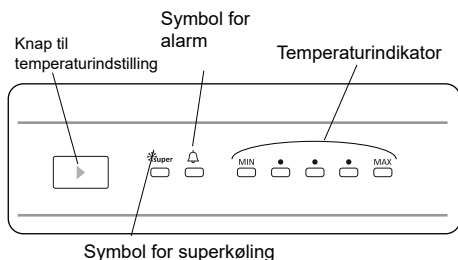 Symbol for
alarm
Knap til
temperaturindstilling
Temperaturindikator
super
MIN
MAX
Symbol for superkøling